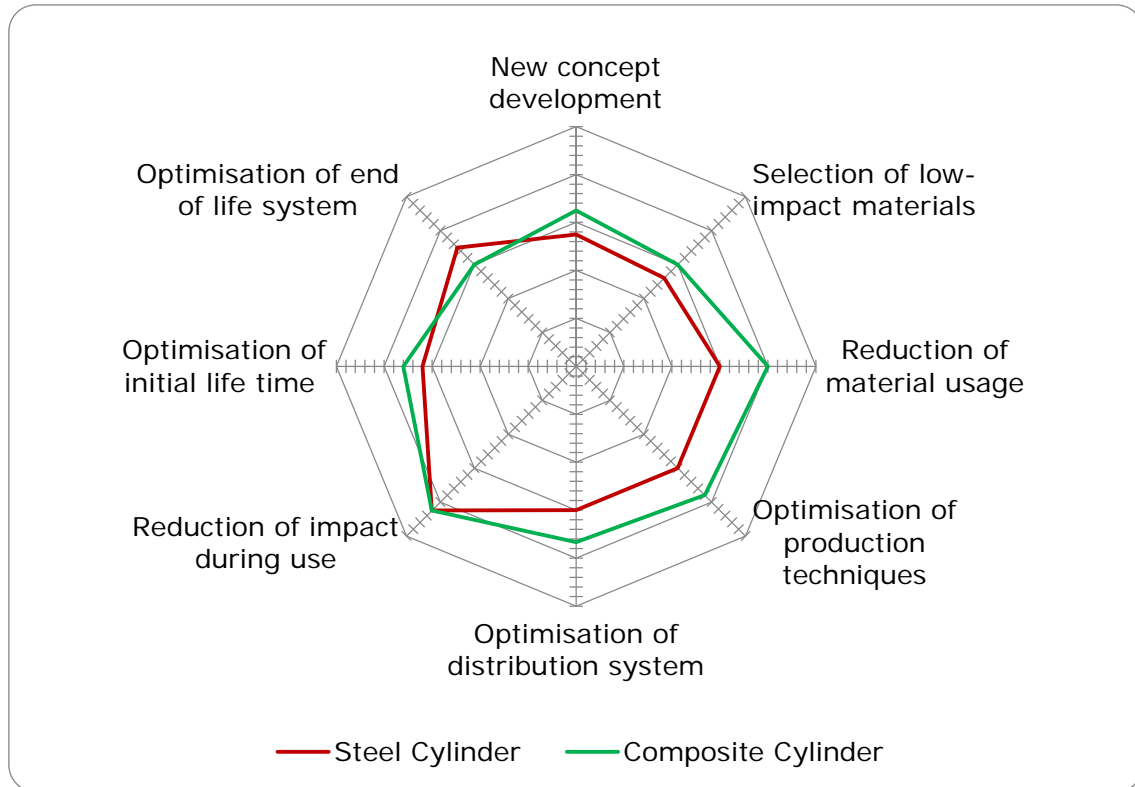 New concept
development
Selection of low-
impact materials
Reduction of
material usage
Optimisation of
production
techniques
Optimisation of
distribution system
Reduction of impact
during use
Optimisation of
initial life time
Optimisation of end
of life system
Steel Cylinder
Composite Cylinder